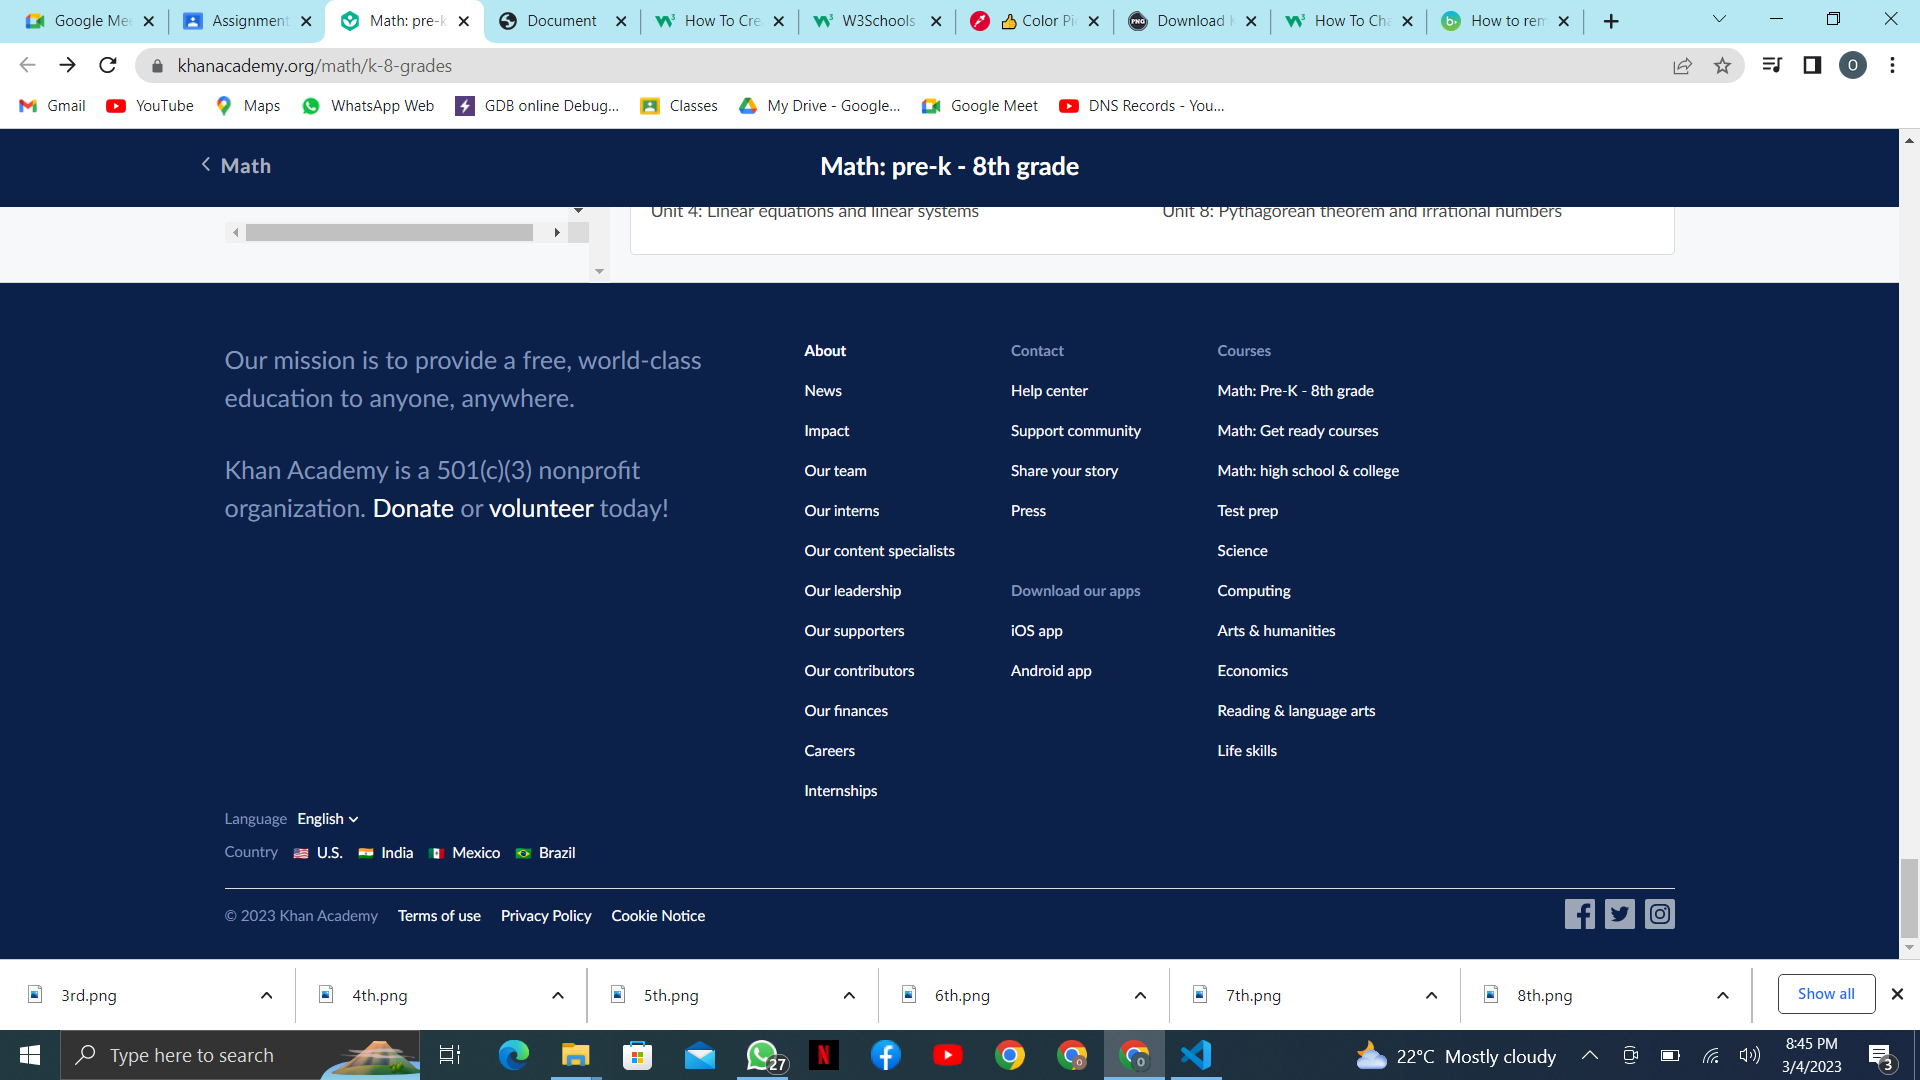 Google Mee
Assignment
Math: pre-k
Document
How To Cre
W3Schools
👍 Color Pi
Download K
How To Cha
How to rem
khanacademy.org/math/k-8-grades
O
Gmail
YouTube
Maps
WhatsApp Web
GDB online Debug...
Classes
My Drive - Google...
Google Meet
DNS Records - You...
Math
Math: pre-k - 8th grade
Unit 4: Linear equations and linear systems
Unit 8: Pythagorean theorem and irrational numbers
Our mission is to provide a free, world-class
education to anyone, anywhere.
Khan Academy is a 501(c)(3) nonprofit
organization. Donate or volunteer today!
About
News
Impact
Our team
Our interns
Our content specialists
Our leadership
Our supporters
Our contributors
Our finances
Careers
Internships
Contact
Help center
Support community
Share your story
Press
Download our apps
iOS app
Android app
Courses
Math: Pre-K - 8th grade
Math: Get ready courses
Math: high school & college
Test prep
Science
Computing
Arts & humanities
Economics
Reading & language arts
Life skills
Language English
Country U.S. India Mexico Brazil
© 2023 Khan Academy Terms of use Privacy Policy Cookie Notice
3rd.png
4th.png
5th.png
6th.png
7th.png
8th.png
Show all
Type here to search
27
22°C Mostly cloudy
8:45 PM
3/4/2023
3